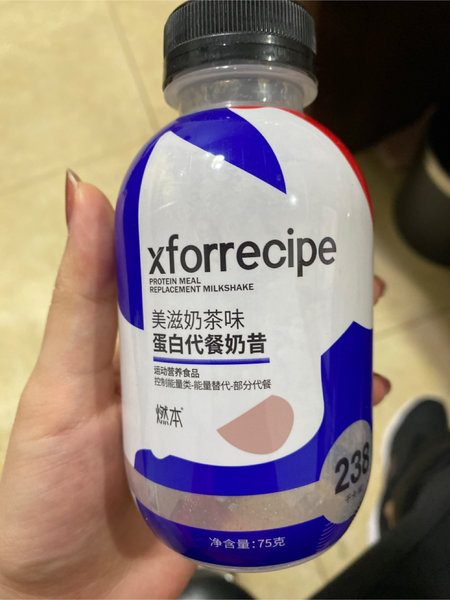 xforrecipe
PROTEIN MEAL
REPLACEMENT MILKSHAKE
美滋奶茶味
蛋白代餐奶昔
运动营养食品
控制能量类-能量替代-部分代餐
燃本
238
净含量:75克